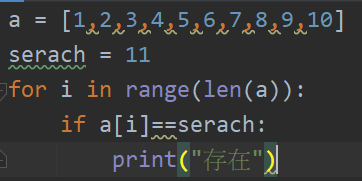 a = [1,2,3,4,5,6,7,8,9,10]
serach = 11
for i in range(len(a)):
    if a[i]==serach:
        print("存在")